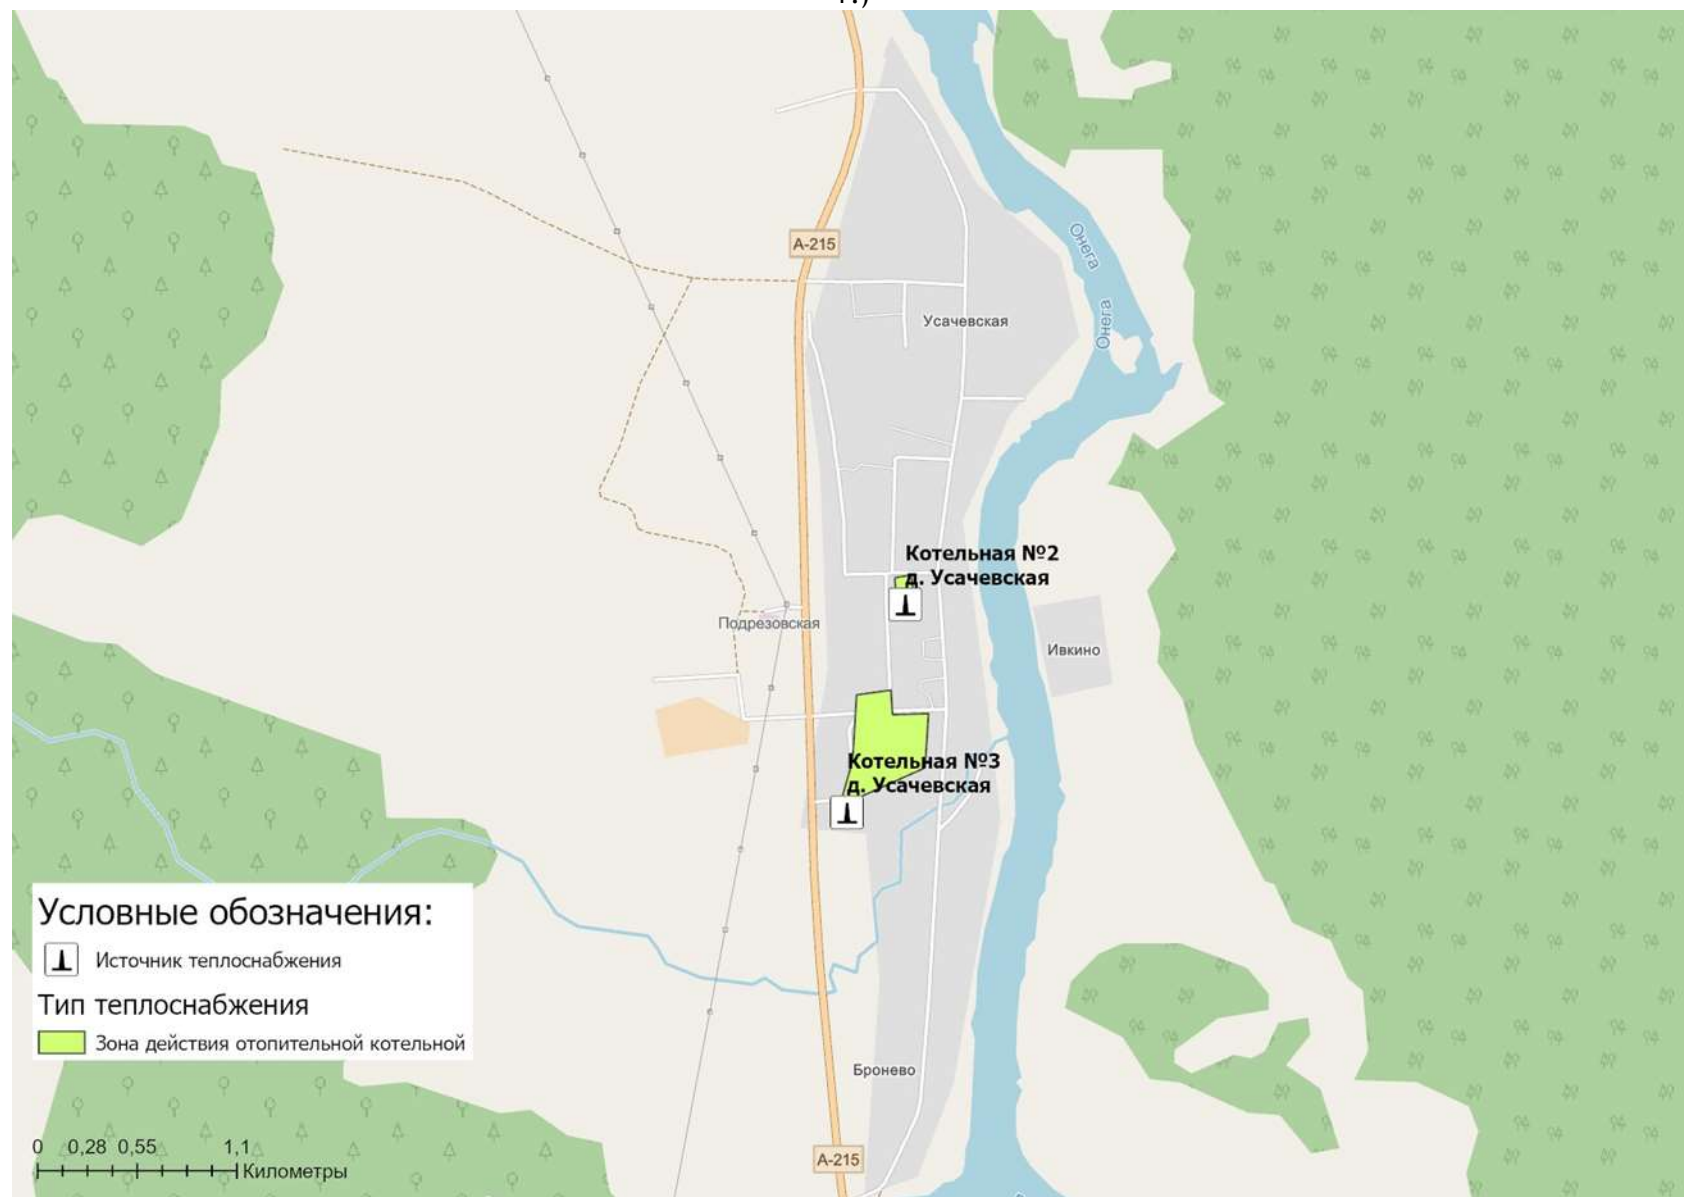 А-215
Онега
Онега
Усачевская
Котельная №2
д. Усачевская
Подрезовская
Ивкино
Котельная №3
д. Усачевская
Условные обозначения:
Источник теплоснабжения
Тип теплоснабжения
Зона действия отопительной котельной
Бронево
0 0,28 0,55 1,1
Километры
А-215